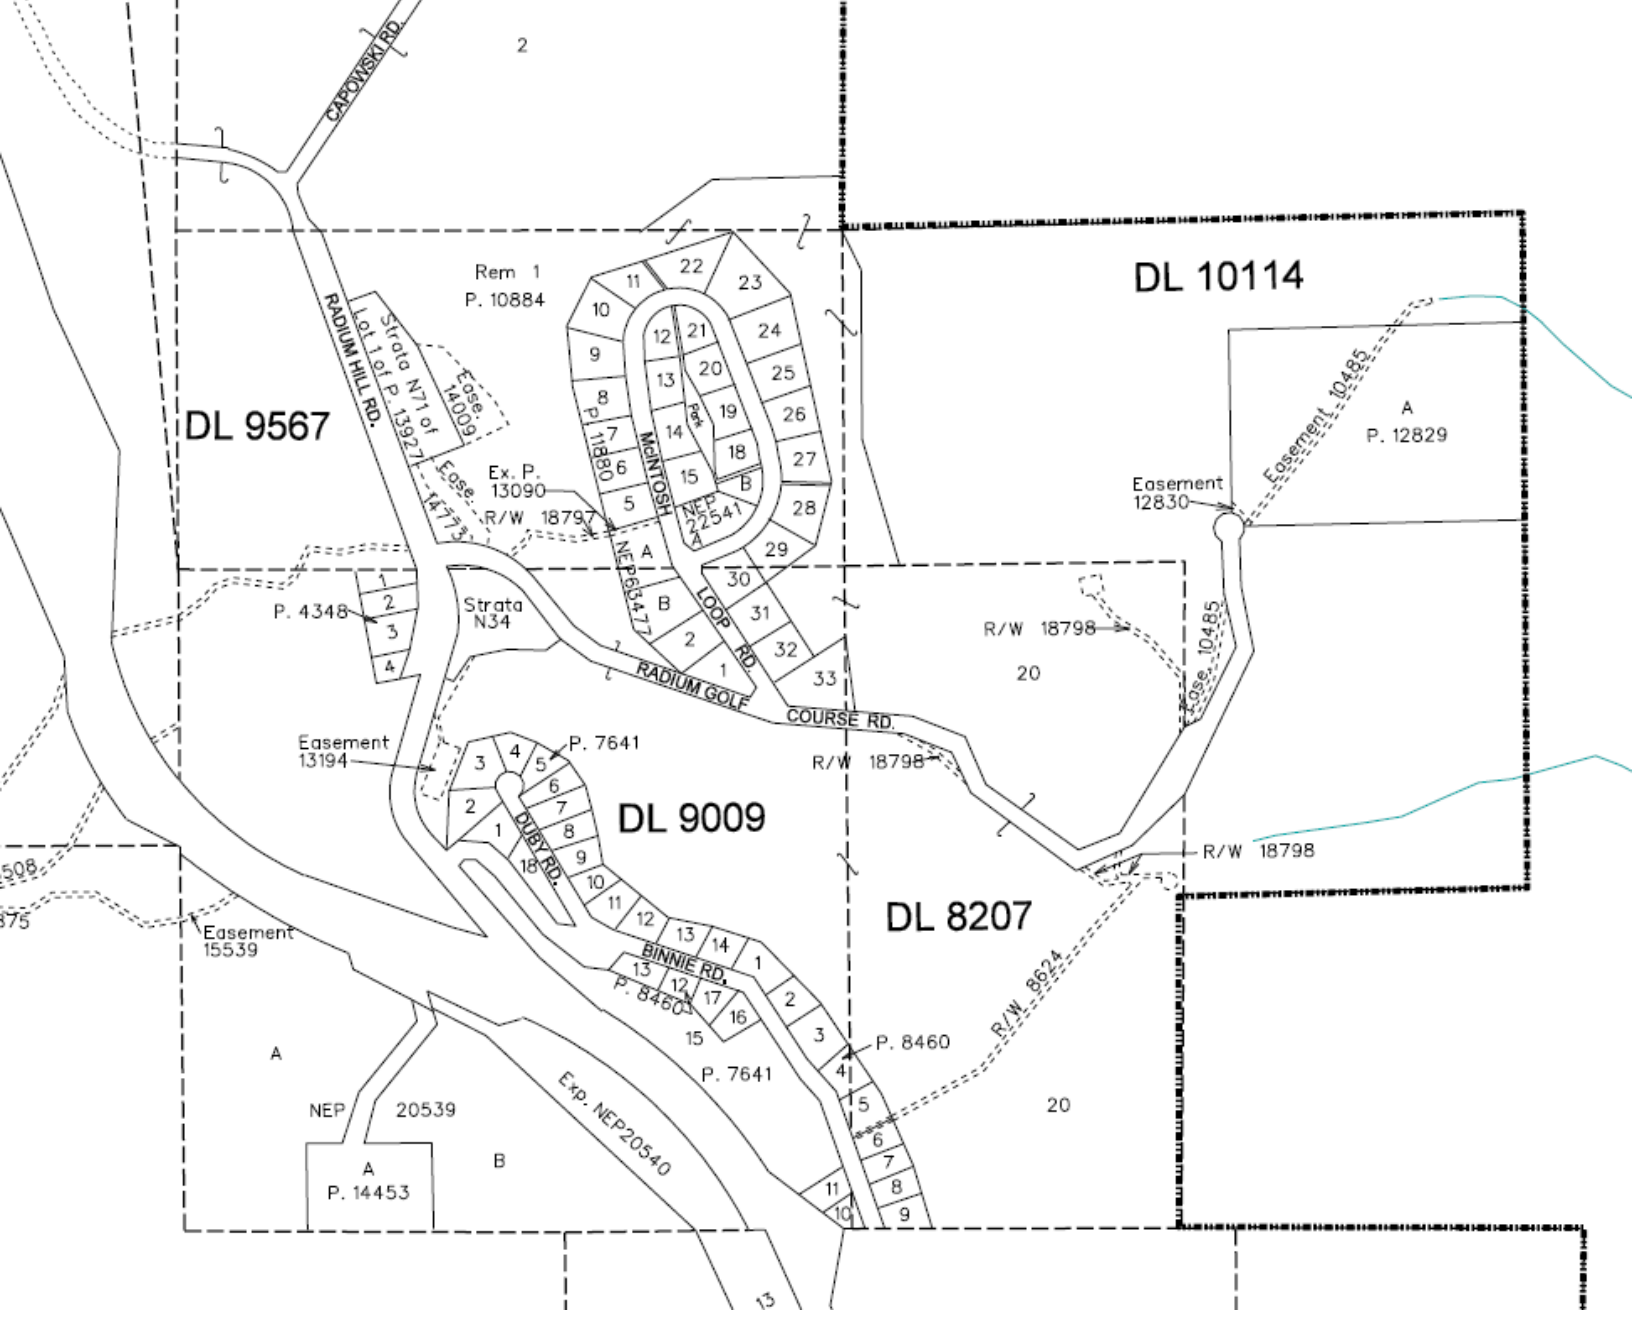 CAPOWSKI RD.
2
Rem 1
P. 10884
DL 10114
RADIUM HILL RD.
Strata N71 of
Lot 1 of P. 13927
Ease.
14009
Ease.
14773
DL 9567
Ex. P.
13090
R/W 18797
P 11880
11
22
23
10
24
9
12
21
25
8
13
20
26
7
14
Park
19
27
6
15
18
28
5
B
NEP
22541
A
29
McINTOSH
LOOP RD.
A
B
NEP63477
30
31
32
33
2
1
Easement 10485
A
P. 12829
Easement
12830
Ease. 10485
R/W 18798
20
1
2
3
4
P. 4348
Strata
N34
RADIUM GOLF
COURSE RD.
R/W 18798
Easement
13194
3
4
5
P. 7641
6
2
7
1
8
18
9
10
11
12
13
14
DUBY RD.
DL 9009
R/W 18798
DL 8207
508
375
Easement
15539
BINNIE RD.
13
12
17
16
15
P. 8460
1
2
3
4
P. 8460
5
6
7
8
9
11
10
R/W 8624
P. 7641
20
A
NEP 20539
B
A
P. 14453
Exp. NEP20540
13